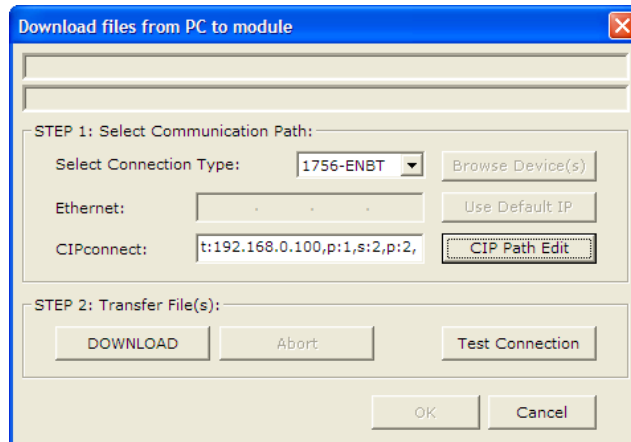 Download files from PC to module
STEP 1: Select Communication Path:
Select Connection Type: 1756-ENBT Browse Device(s)
Ethernet: . . . Use Default IP
CIPconnect: t:192.168.0.100,p:1,s:2,p:2, CIP Path Edit
STEP 2: Transfer File(s):
DOWNLOAD Abort Test Connection
OK Cancel